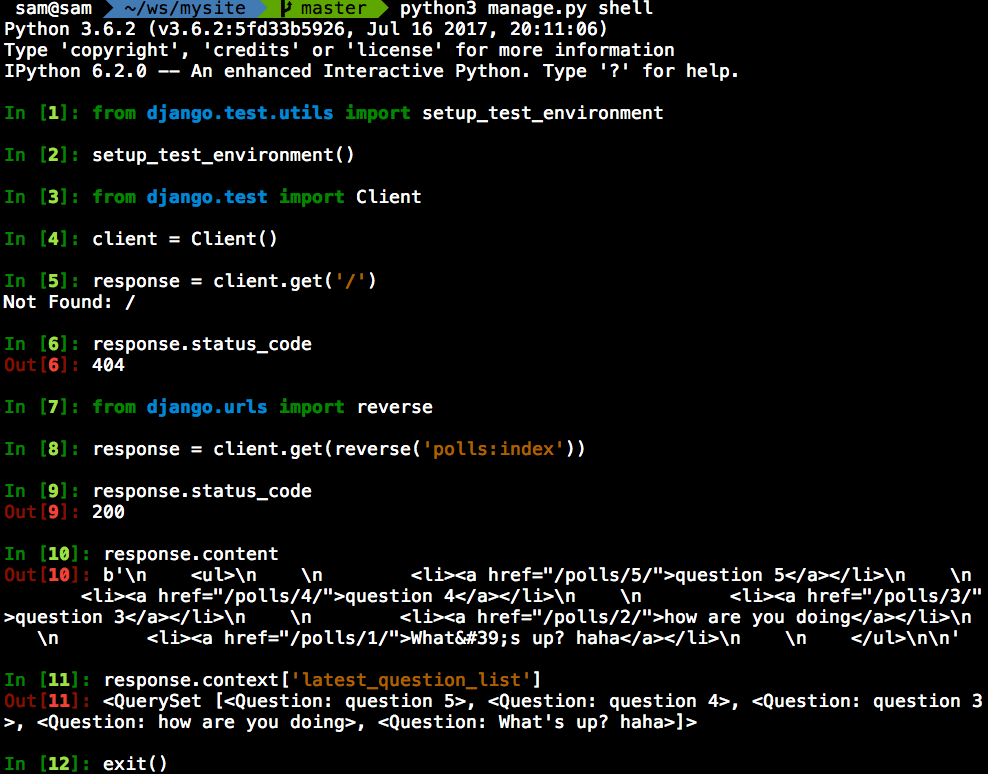 sam@sam ~/ws/mysite master python3 manage.py shell
Python 3.6.2 (v3.6.2:5fd33b5926, Jul 16 2017, 20:11:06)
Type 'copyright', 'credits' or 'license' for more information
IPython 6.2.0 -- An enhanced Interactive Python. Type '?' for help.
In [1]: from django.test.utils import setup_test_environment
In [2]: setup_test_environment()
In [3]: from django.test import Client
In [4]: client = Client()
In [5]: response = client.get('/')
Not Found: /
In [6]: response.status_code
Out[6]: 404
In [7]: from django.urls import reverse
In [8]: response = client.get(reverse('polls:index'))
In [9]: response.status_code
Out[9]: 200
In [10]: response.content
Out[10]: b'\n    <ul>\n    \n        <li><a href="/polls/5/">question 5</a></li>\n    \n
       <li><a href="/polls/4/">question 4</a></li>\n    \n        <li><a href="/polls/3/"
>question 3</a></li>\n    \n        <li><a href="/polls/2/">how are you doing</a></li>\n
   \n        <li><a href="/polls/1/">What&#39;s up? haha</a></li>\n    \n    </ul>\n\n'
In [11]: response.context['latest_question_list']
Out[11]: <QuerySet [<Question: question 5>, <Question: question 4>, <Question: question 3
>, <Question: how are you doing>, <Question: What's up? haha>]>
In [12]: exit()